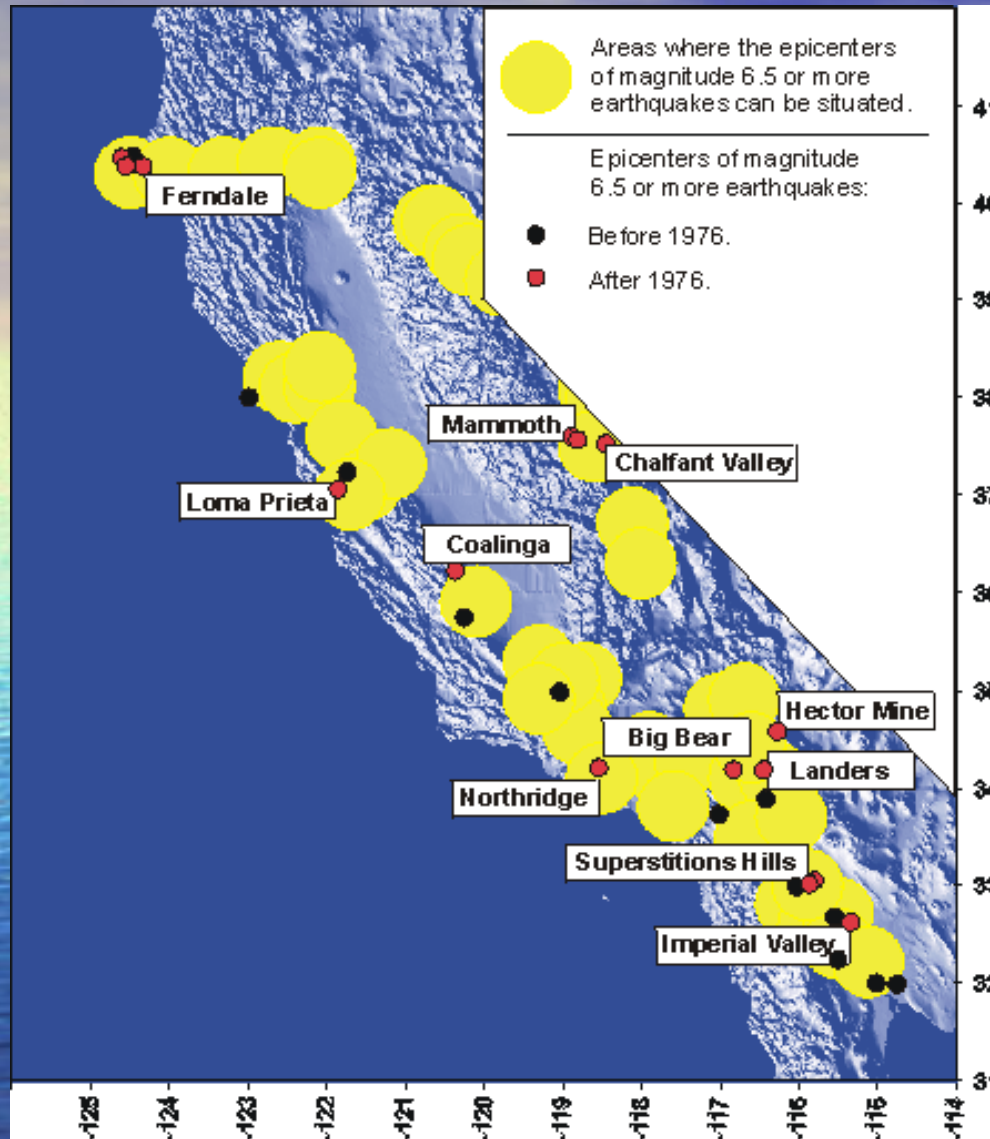 Areas where the epicenters
of magnitude 6.5 or more
earthquakes can be situated.
Epicenters of magnitude
6.5 or more earthquakes:
Before 1976.
After 1976.
Ferndale
Mammoth
Chalfant Valley
Loma Prieta
Coalinga
Hector Mine
Big Bear
Landers
Northridge
Superstitions Hills
Imperial Valley
-125
-124
-123
-122
-121
-120
-119
-118
-117
-116
-115
-114